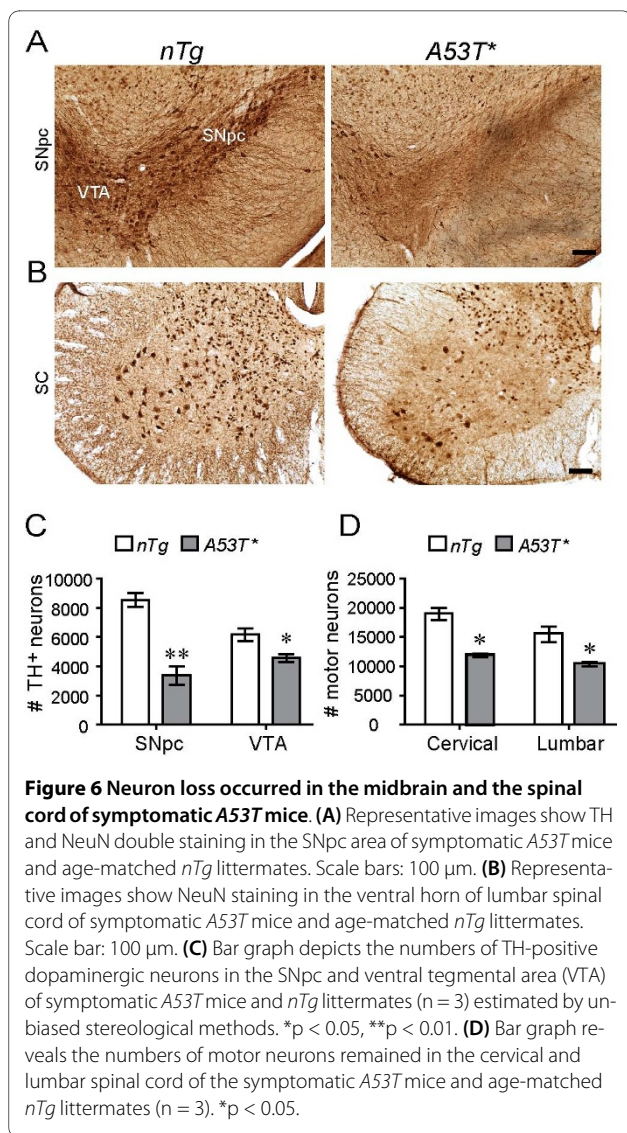 A
nTg
A53T*
SNpc
SNpc
VTA
B
SC
C
nTg A53T*
# TH+ neurons
10000
8000
6000
4000
2000
0
**
*
SNpc VTA
D
nTg A53T*
# motor neurons
25000
20000
15000
10000
5000
0
*
*
Cervical Lumbar
Figure 6 Neuron loss occurred in the midbrain and the spinal
cord of symptomatic A53T mice. (A) Representative images show TH
and NeuN double staining in the SNpc area of symptomatic A53T mice
and age-matched nTg littermates. Scale bars: 100 μm. (B) Representa-
tive images show NeuN staining in the ventral horn of lumbar spinal
cord of symptomatic A53T mice and age-matched nTg littermates.
Scale bar: 100 μm. (C) Bar graph depicts the numbers of TH-positive
dopaminergic neurons in the SNpc and ventral tegmental area (VTA)
of symptomatic A53T mice and nTg littermates (n = 3) estimated by un-
biased stereological methods. *p < 0.05, **p < 0.01. (D) Bar graph re-
veals the numbers of motor neurons remained in the cervical and
lumbar spinal cord of the symptomatic A53T mice and age-matched
nTg littermates (n = 3). *p < 0.05.